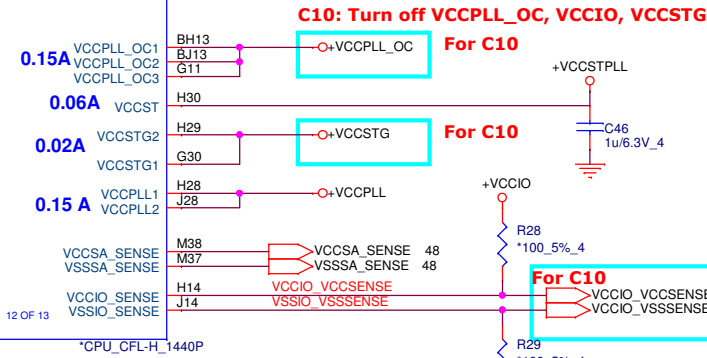 C10: Turn off VCCPLL_OC, VCCIO, VCCSTG
0.15A
VCCPLL_OC1
VCCPLL_OC2
VCCPLL_OC3
BH13
BJ13
G11
+VCCPLL_OC
For C10
+VCCSTPLL
0.06A
VCCST
H30
C46
1u/6.3V_4
0.02A
VCCSTG2
VCCSTG1
H29
G30
+VCCSTG
For C10
0.15 A
VCCPLL1
VCCPLL2
H28
J28
+VCCPLL
+VCCIO
R28
*100_5%_4
VCCSA_SENSE
VSSSA_SENSE
M38
M37
VCCSA_SENSE 48
VSSSA_SENSE 48
For C10
VCCIO_SENSE
VSSIO_SENSE
H14
J14
VCCIO_VCCSENSE
VSSIO_VSSSENSE
VCCIO_VCCSENSE
VCCIO_VSSSENSE
12 OF 13
*CPU_CFL-H_1440P
R29